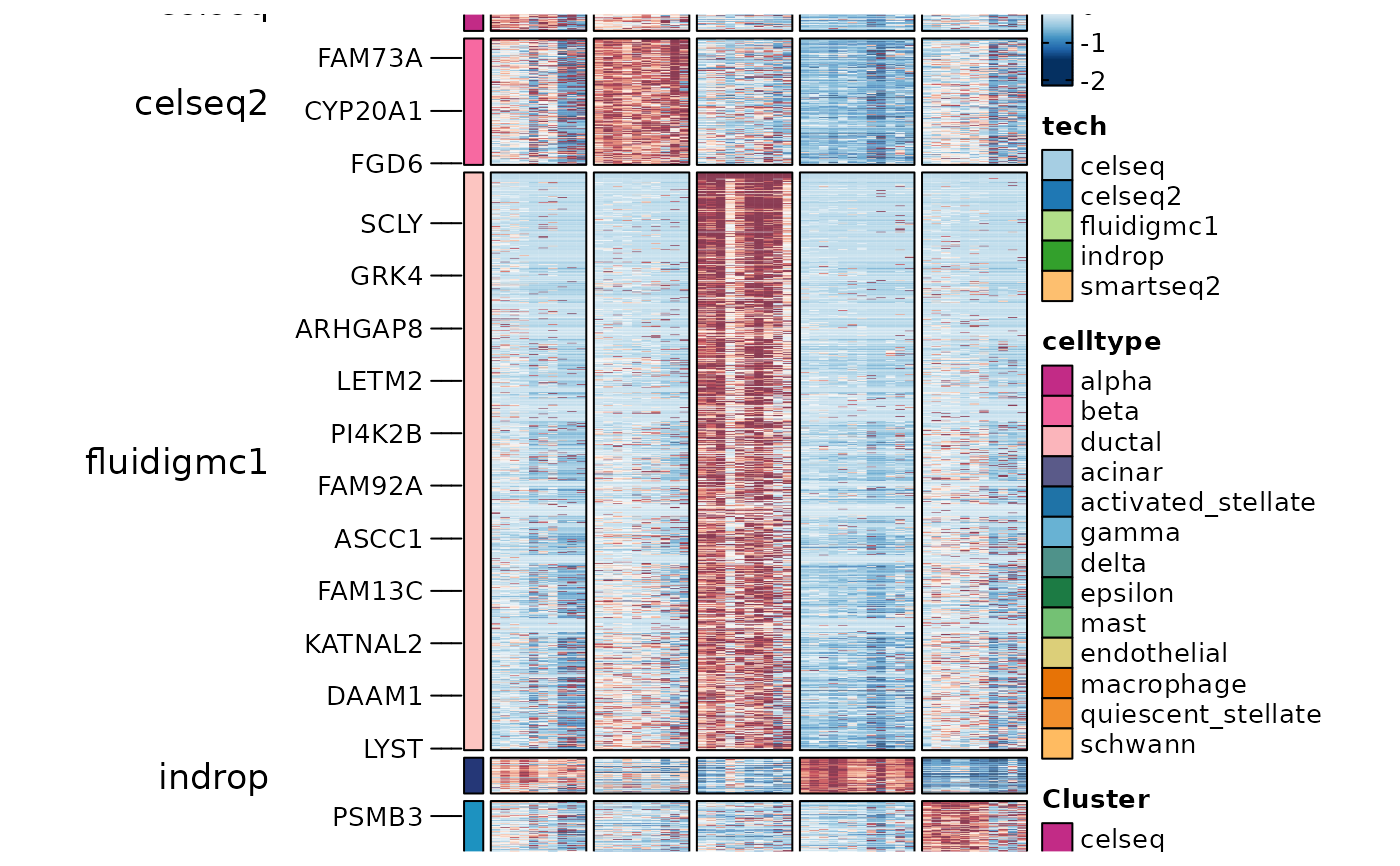 celseq2
FAM73A
CYP20A1
FGD6
fluidigmc1
SCLY
GRK4
ARHGAP8
LETM2
PI4K2B
FAM92A
ASCC1
FAM13C
KATNAL2
DAAM1
LYST
indrop
PSMB3
-1
-2
tech
celseq
celseq2
fluidigmc1
indrop
smartseq2
celltype
alpha
beta
ductal
acinar
activated_stellate
gamma
delta
epsilon
mast
endothelial
macrophage
quiescent_stellate
schwann
Cluster
celseq